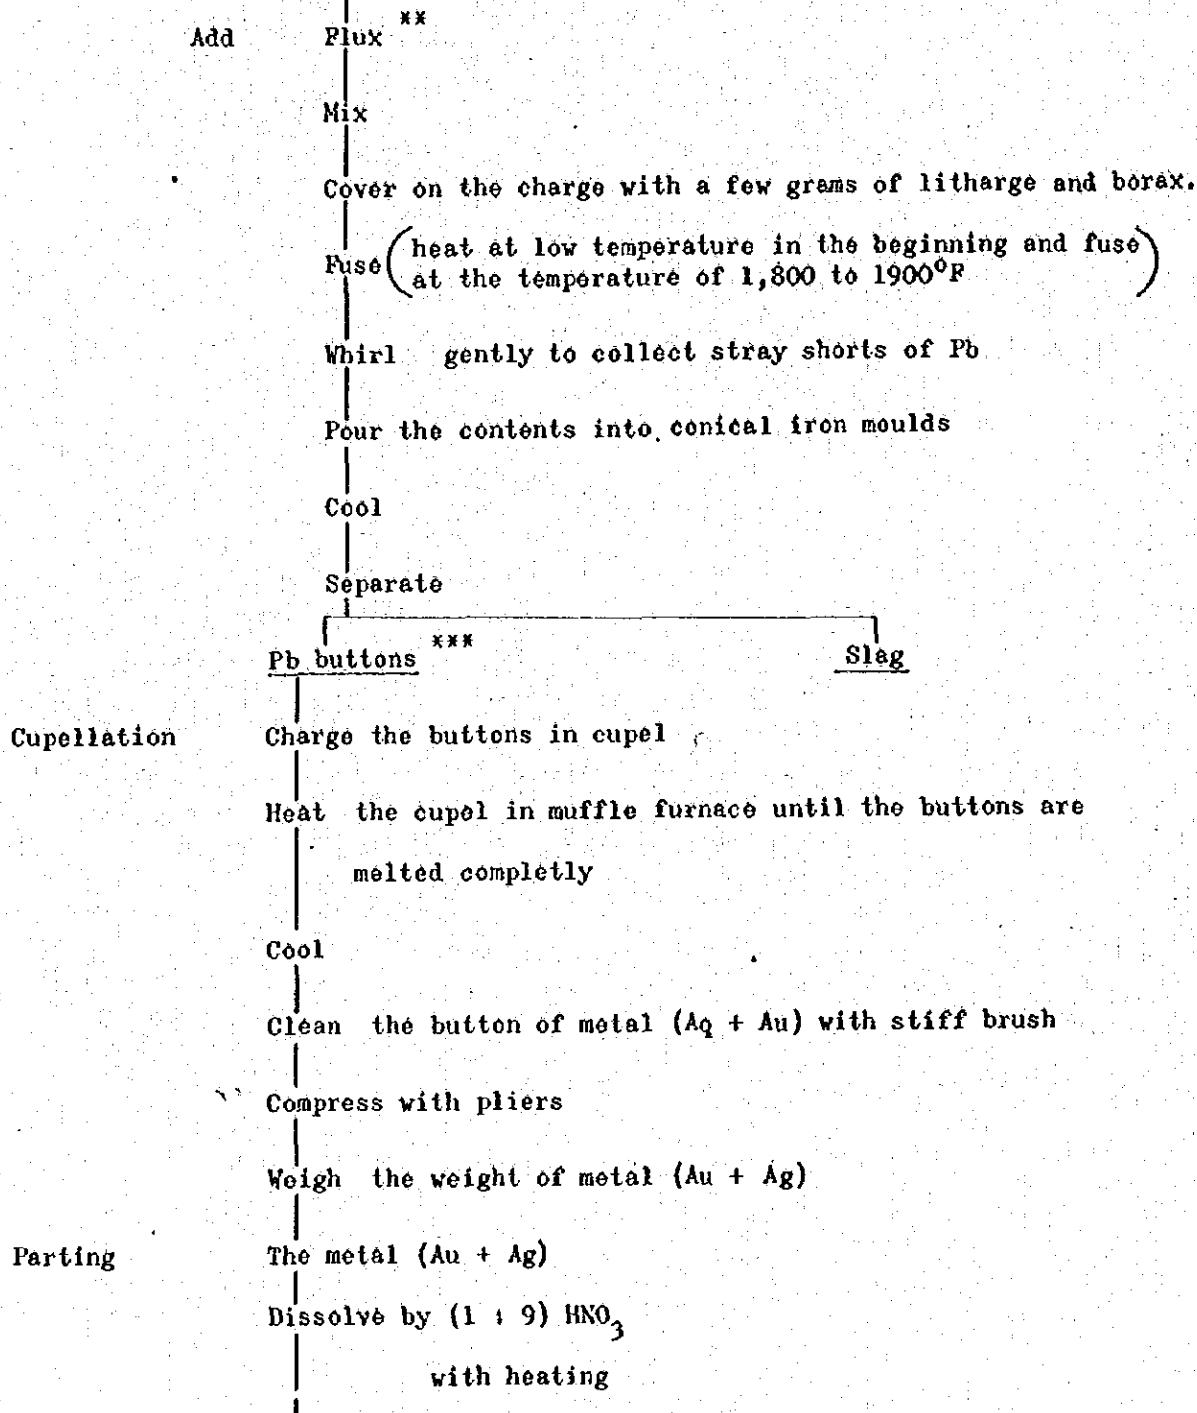 Add Flux **
Mix
Cover on the charge with a few grams of litharge and borax.
Fuse (heat at low temperature in the beginning and fuse
at the temperature of 1,800 to 1900°F)
Whirl gently to collect stray shorts of Pb
Pour the contents into conical iron moulds
Cool
Separate
Pb buttons *** Slag
Cupellation Charge the buttons in cupel
Heat the cupel in muffle furnace until the buttons are
melted completly
Cool
Clean the button of metal (Aq + Au) with stiff brush
Compress with pliers
Weigh the weight of metal (Au + Ag)
Parting The metal (Au + Ag)
Dissolve by (1 : 9) HNO₃
with heating